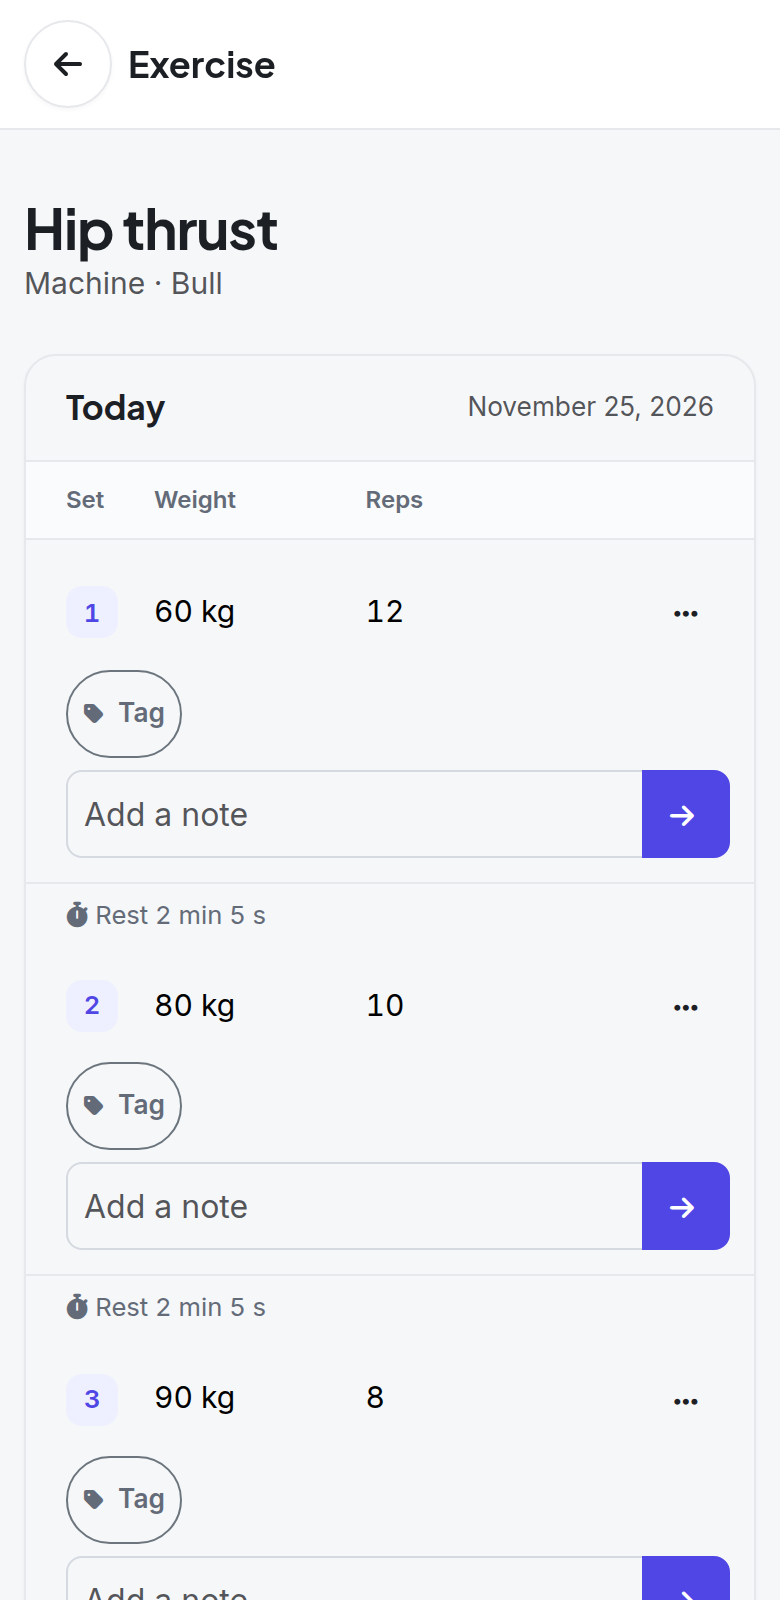 Exercise
Hip thrust
Machine · Bull
Today November 25, 2026
Set Weight Reps
1 60 kg 12
Tag
Add a note
Rest 2 min 5 s
2 80 kg 10
Tag
Add a note
Rest 2 min 5 s
3 90 kg 8
Tag
Add a note